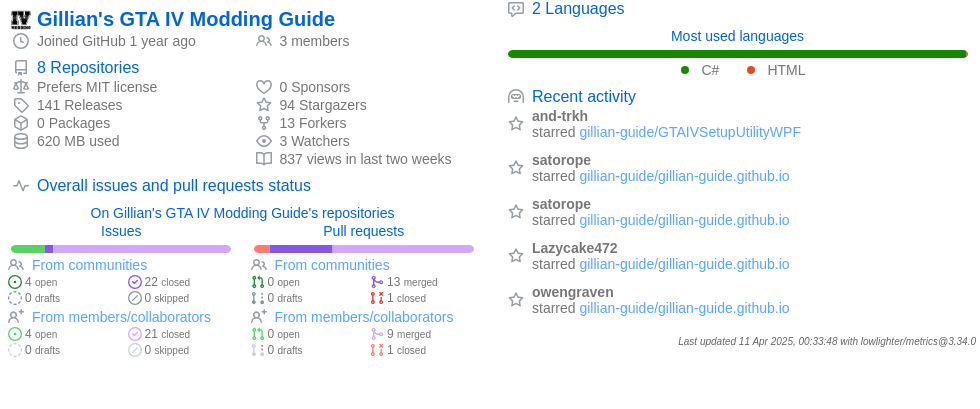 IV
Gillian's GTA IV Modding Guide
Joined GitHub 1 year ago
3 members
8 Repositories
Prefers MIT license
141 Releases
0 Packages
620 MB used
0 Sponsors
94 Stargazers
13 Forkers
3 Watchers
837 views in last two weeks
Overall issues and pull requests status
On Gillian's GTA IV Modding Guide's repositories
Issues
From communities
4 open
22 closed
0 drafts
0 skipped
From members/collaborators
4 open
21 closed
0 drafts
0 skipped
Pull requests
From communities
0 open
13 merged
0 drafts
1 closed
From members/collaborators
0 open
9 merged
0 drafts
1 closed
2 Languages
Most used languages
C#
HTML
Recent activity
and-trkh
starred gillian-guide/GTAIVSetupUtilityWPF
satorope
starred gillian-guide/gillian-guide.github.io
satorope
starred gillian-guide/gillian-guide.github.io
Lazycake472
starred gillian-guide/gillian-guide.github.io
owengraven
starred gillian-guide/gillian-guide.github.io
Last updated 11 Apr 2025, 00:33:48 with lowlighter/metrics@3.34.0